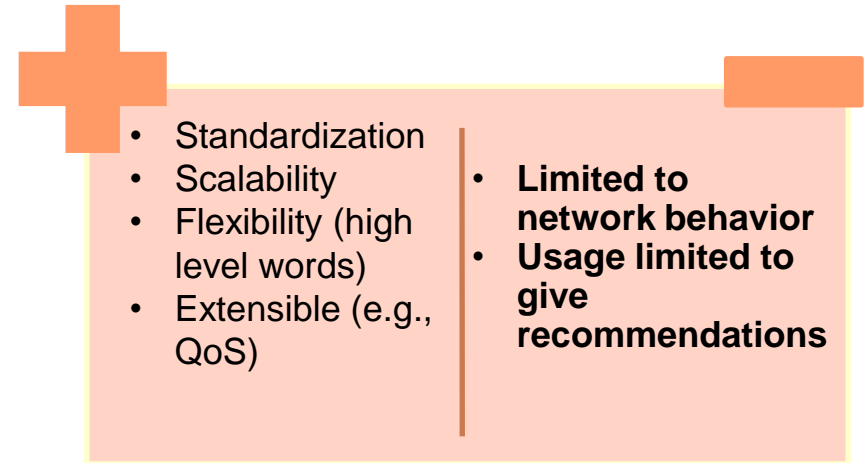 • Standardization
• Scalability
• Flexibility (high
level words)
• Extensible (e.g.,
QoS)
• Limited to
network behavior
• Usage limited to
give
recommendations